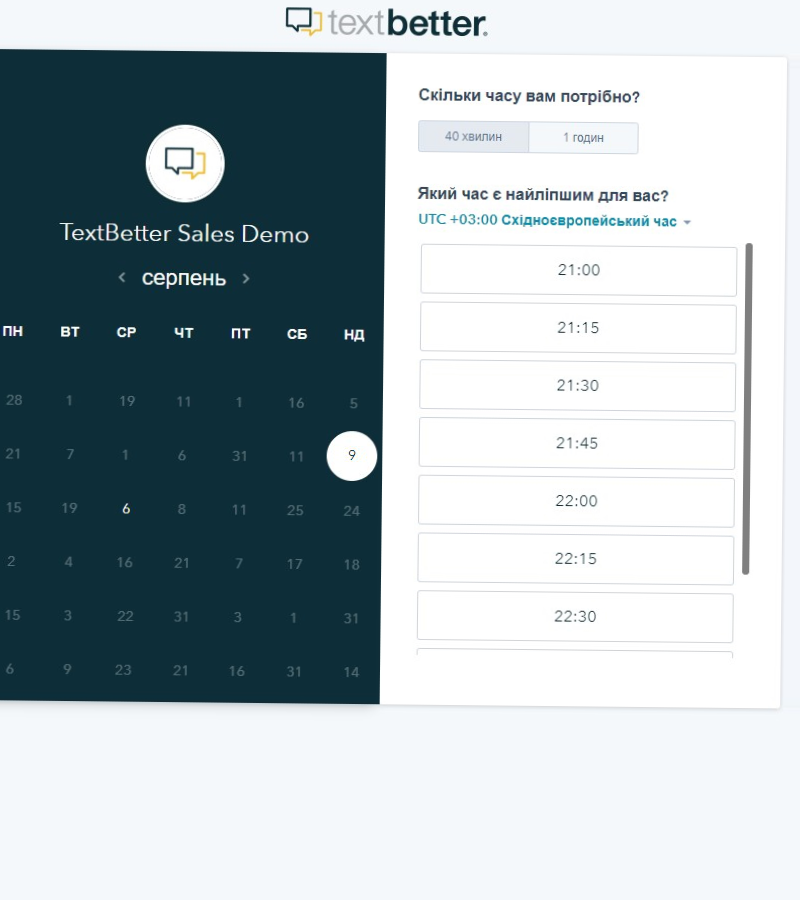 textbetter.
TextBetter Sales Demo
серпень
ПН ВТ СР ЧТ ПТ СБ НД
28 1 19 11 1 16 5
21 7 1 6 31 11 9
15 19 6 8 11 25 24
2 4 16 21 7 17 18
15 3 22 31 3 1 31
6 9 23 21 16 31 14
Скільки часу вам потрібно?
40 хвилин 1 годин
Який час є найліпшим для вас?
UTC +03:00 Східноєвропейський час
21:00
21:15
21:30
21:45
22:00
22:15
22:30